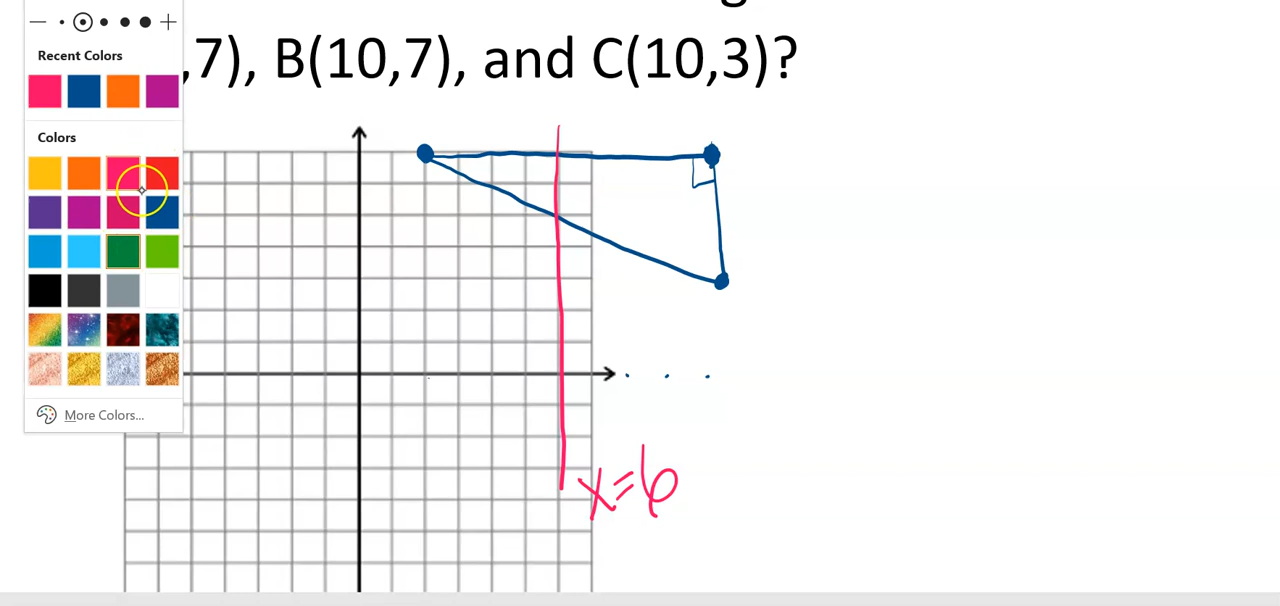 ,7), B(10,7), and C(10,3)?
Recent Colors
Colors
More Colors...
x=6